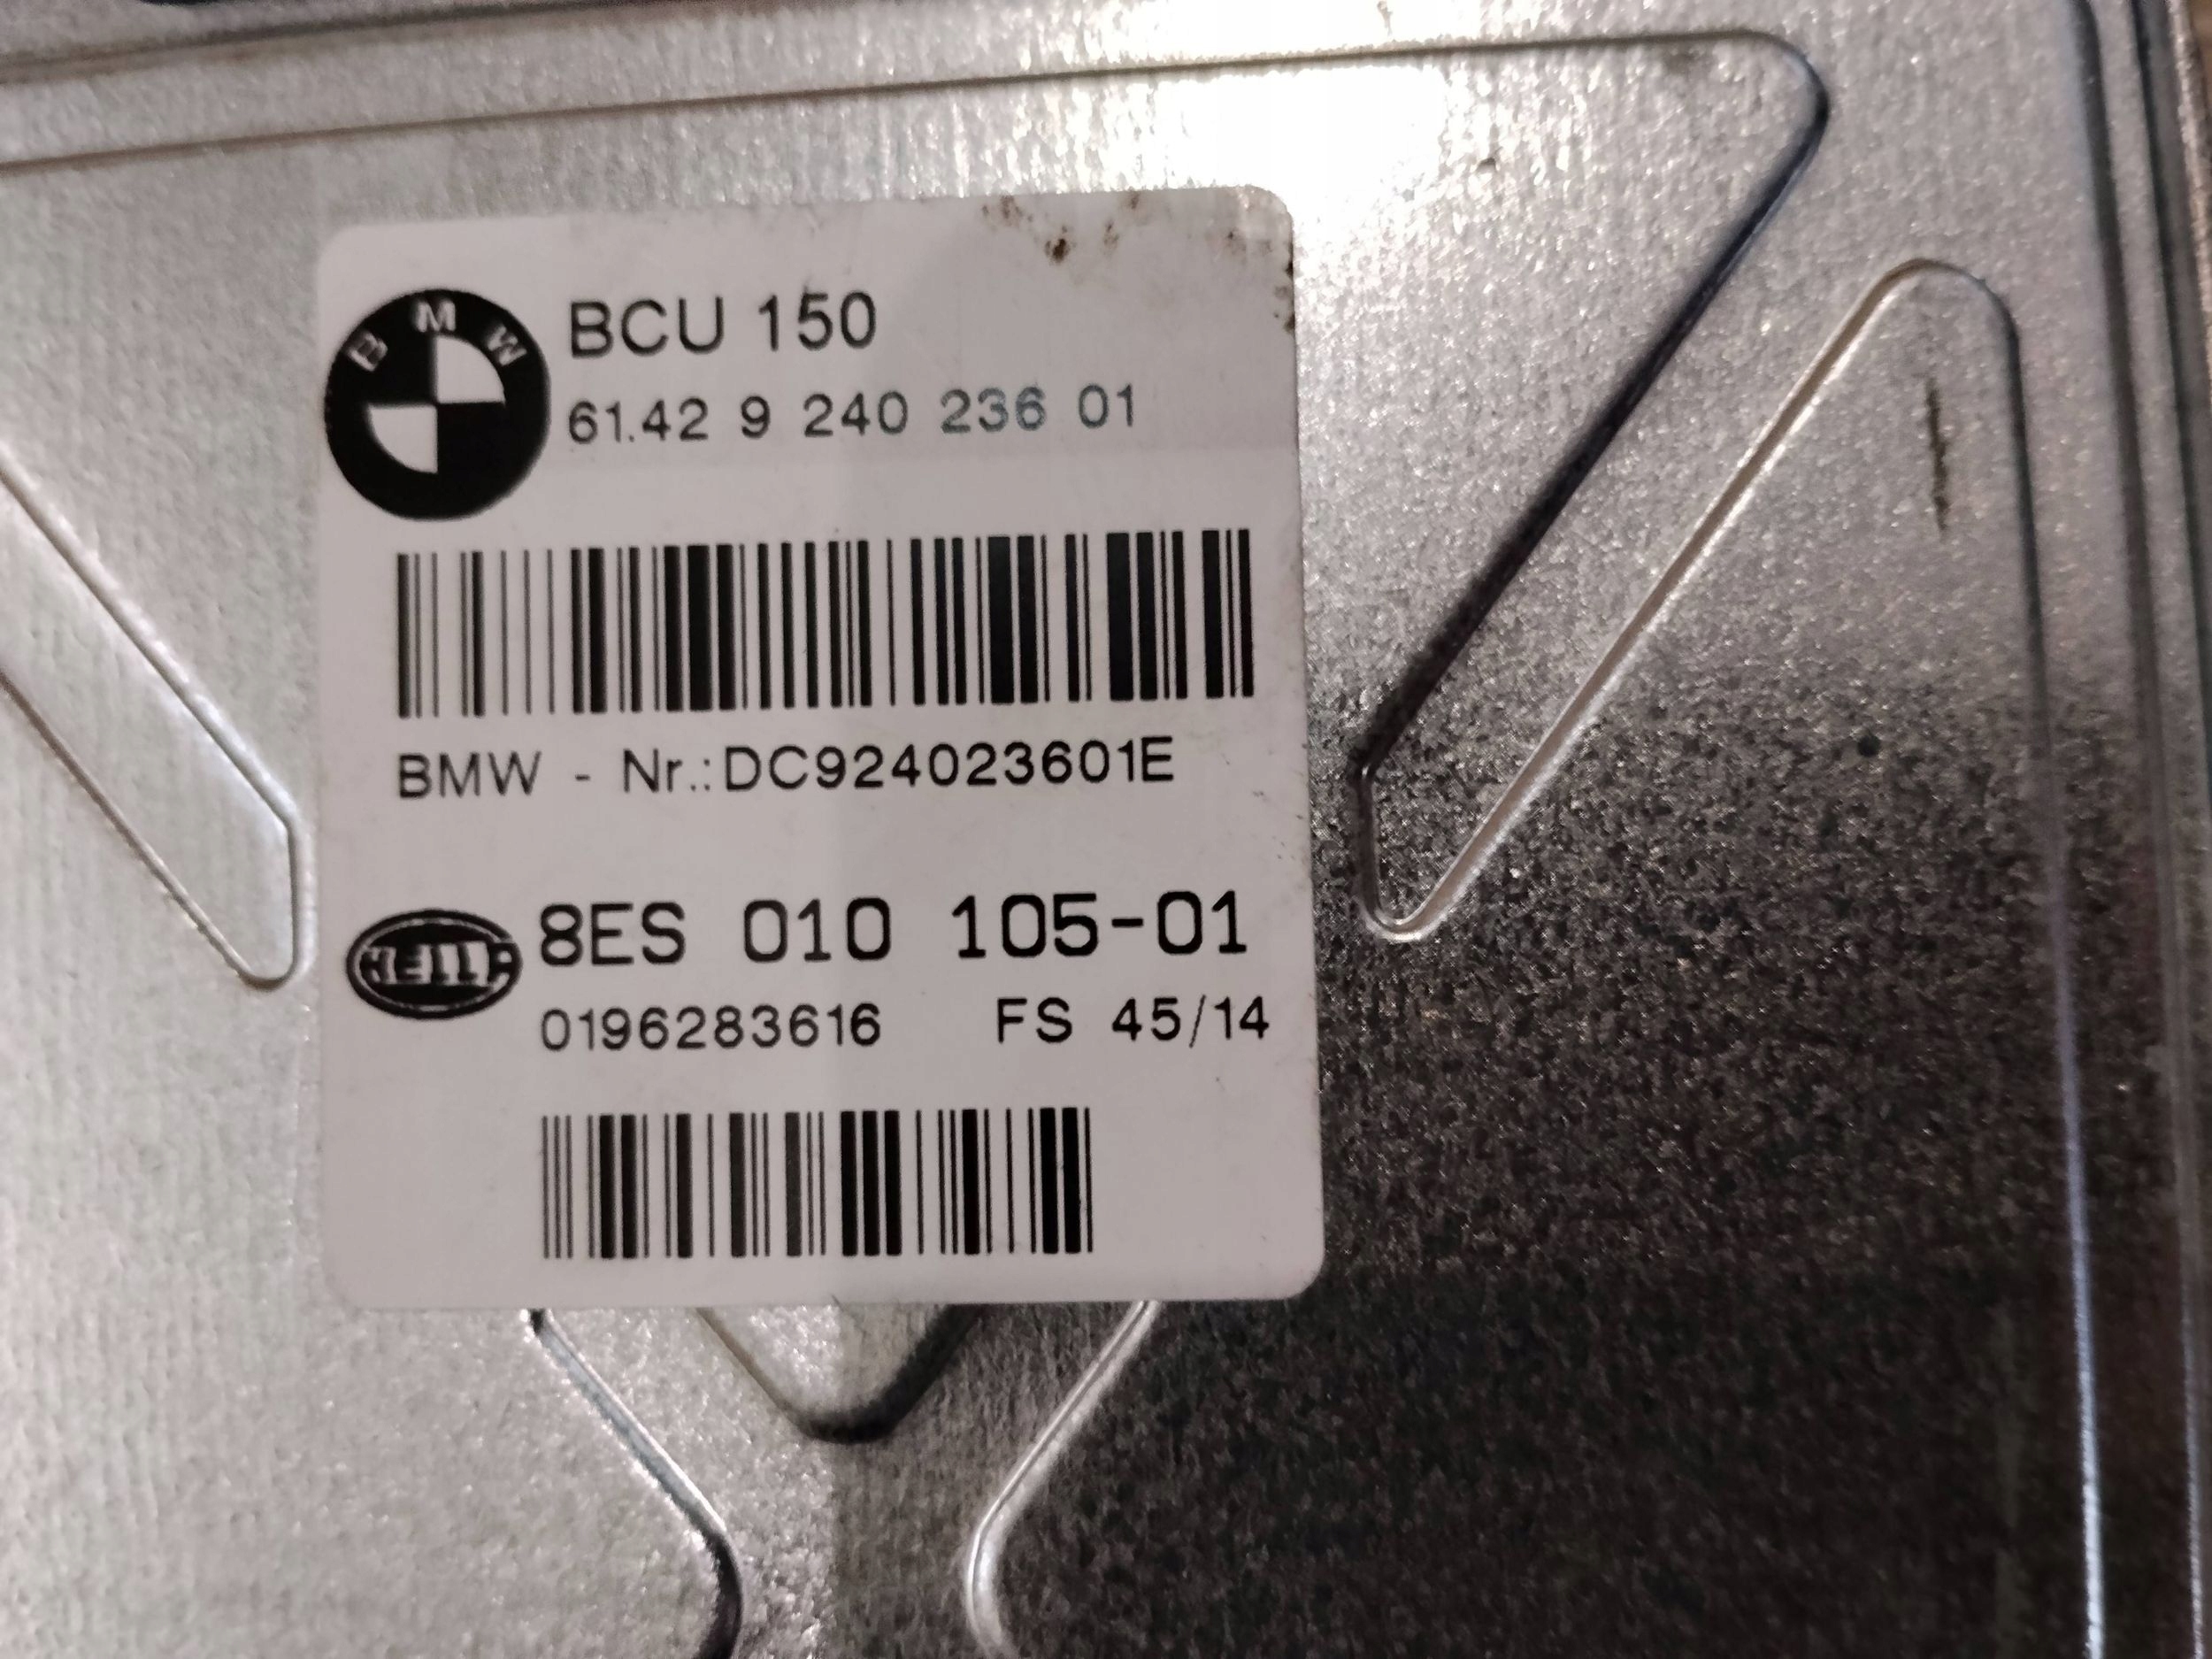 BMW
BCU 150
61.42 9 240 236 01
BMW - Nr.:DC924023601E
HELLA
8ES 010 105-01
0196283616 FS 45/14